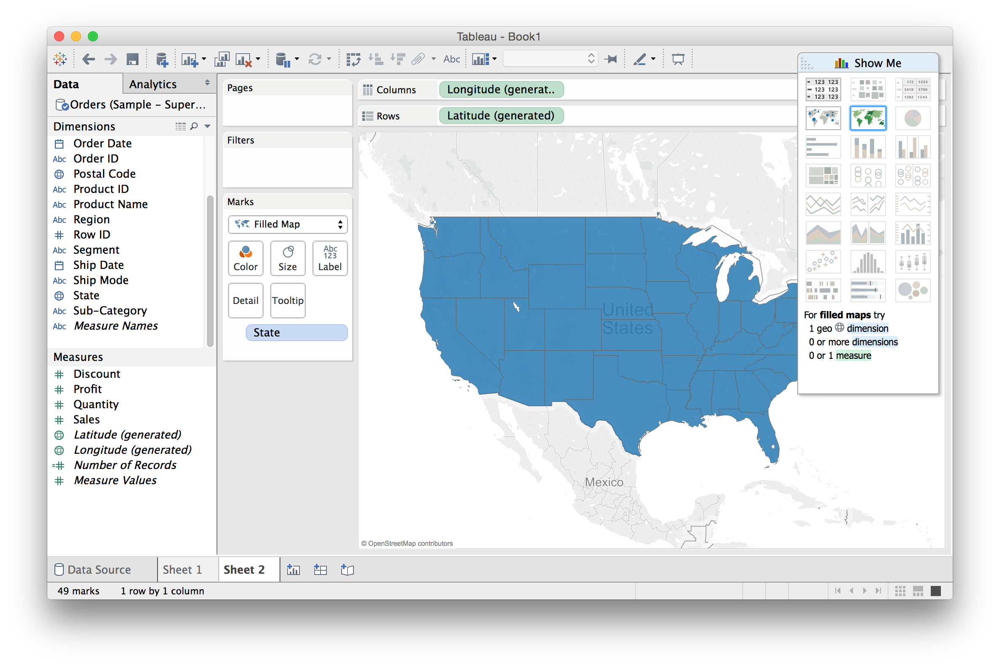 Tableau - Book1
Abc
Show Me
Data
Analytics
Orders (Sample - Super...
Dimensions
Order Date
Abc Order ID
Postal Code
Abc Product ID
Abc Product Name
Abc Region
Row ID
Abc Segment
Ship Date
Abc Ship Mode
State
Abc Sub-Category
Abc Measure Names
Measures
Discount
Profit
Quantity
Sales
Latitude (generated)
Longitude (generated)
Number of Records
Measure Values
Pages
Filters
Marks
Filled Map
Color
Size
Abc
123
Label
Detail
Tooltip
State
Columns
Longitude (generat..
Rows
Latitude (generated)
United
States
Mexico
© OpenStreetMap contributors
123 123
123 123
123 123
172 1233
3410 5700
1202 1243
For filled maps try
1 geo dimension
0 or more dimensions
0 or 1 measure
Data Source
Sheet 1
Sheet 2
49 marks
1 row by 1 column